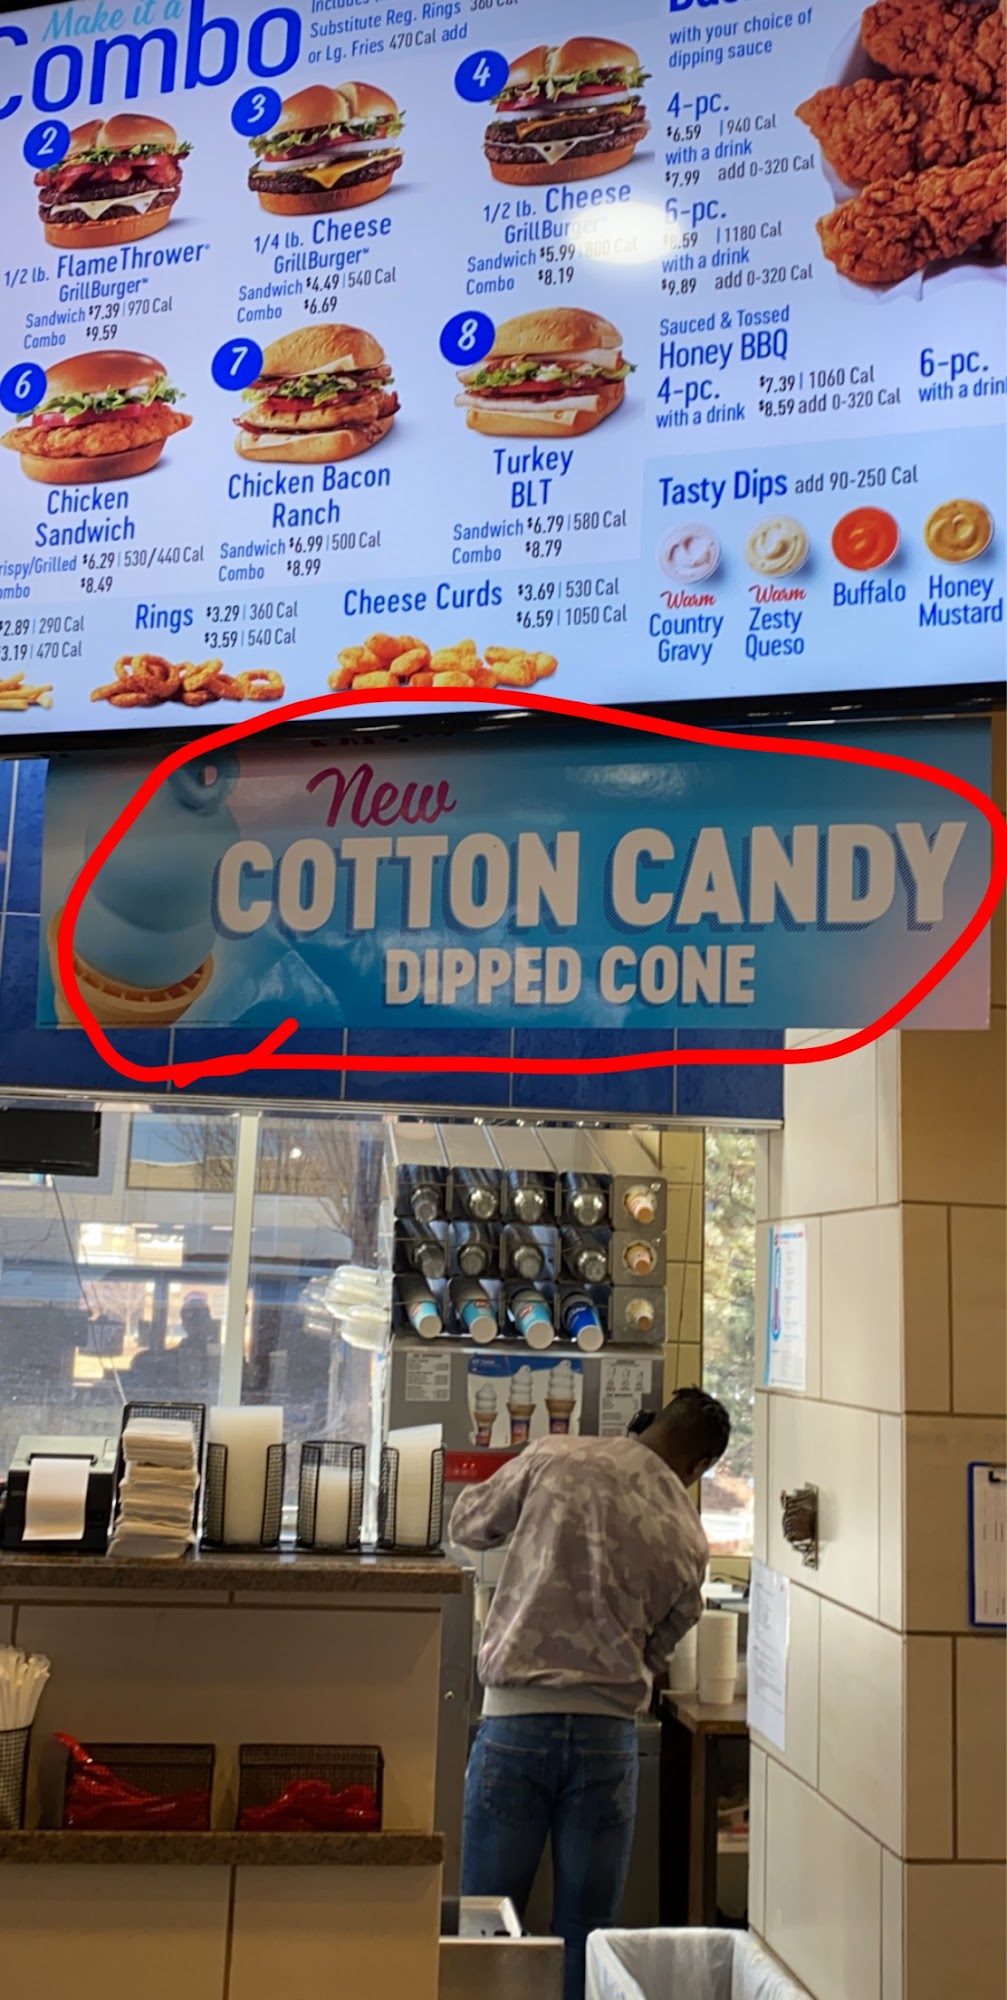 Make it a
Combo
Substitute Reg. Rings
or Lg. Fries 470 Cal add
2
1/2 lb. FlameThrower®
GrillBurger™
Sandwich $7.39 | 970 Cal
Combo $9.59
3
1/4 lb. Cheese
GrillBurger™
Sandwich $4.49 | 540 Cal
Combo $6.69
4
1/2 lb. Cheese
GrillBurger™
Sandwich $5.99
Combo $8.19
6
Chicken
Sandwich
$6.29 | 530/440 Cal
$8.49
7
Chicken Bacon
Ranch
Sandwich $6.99 | 500 Cal
Combo $8.99
8
Turkey
BLT
Sandwich $6.79 | 580 Cal
Combo $8.79
$2.89 | 290 Cal
3.19 | 470 Cal
Rings $3.29 | 360 Cal
$3.59 | 540 Cal
Cheese Curds $3.69 | 530 Cal
$6.59 | 1050 Cal
with your choice of
dipping sauce
4-pc.
$6.59 | 940 Cal
with a drink
$7.99 add 0-320 Cal
6-pc.
| 1180 Cal
with a drink
$9.89 add 0-320 Cal
Sauced & Tossed
Honey BBQ
4-pc. $7.39 | 1060 Cal
with a drink $8.59 add 0-320 Cal
6-pc.
with a
Tasty Dips add 90-250 Cal
Warm
Country
Gravy
Warm
Zesty
Queso
Buffalo
Honey
Mustard
New
COTTON CANDY
DIPPED CONE